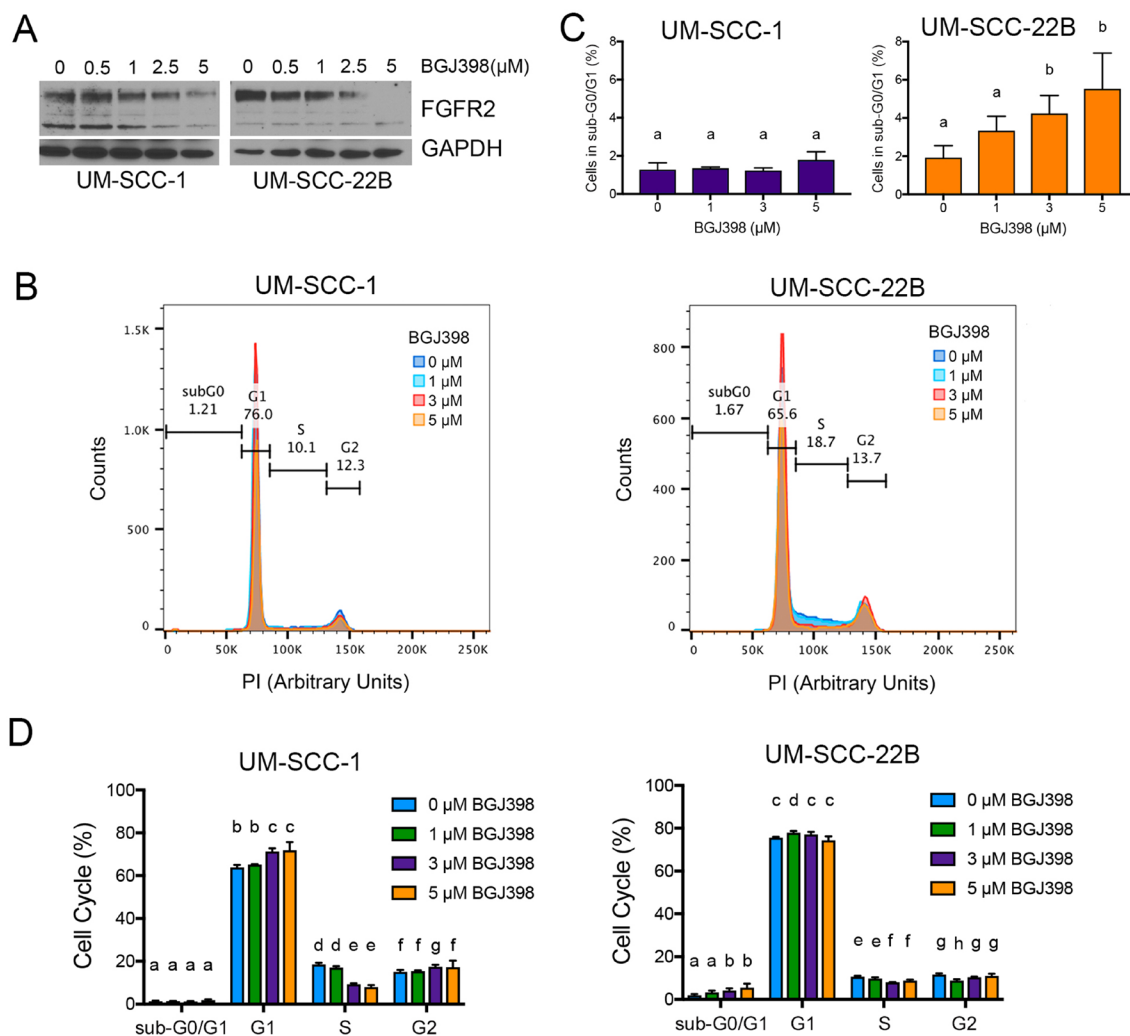 A
UM-SCC-1
UM-SCC-22B
0 0.5 1 2.5 5 0 0.5 1 2.5 5 BGJ398(µM)
FGFR2
GAPDH
UM-SCC-1 UM-SCC-22B
C
Cells in sub-G0/G1 (%)
8
6
4
2
0
a a a a
0 1 3 5
BGJ398 (µM)
Cells in sub-G0/G1 (%)
8
6
4
2
0
a a b b
0 1 3 5
BGJ398 (µM)
B
UM-SCC-1
Counts
1.5K
1.0K
500
0
subG0
1.21
G1
76.0
S
10.1
G2
12.3
BGJ398
0 µM
1 µM
3 µM
5 µM
0 50K 100K 150K 200K 250K
PI (Arbitrary Units)
UM-SCC-22B
Counts
800
600
400
200
0
subG0
1.67
G1
65.6
S
18.7
G2
13.7
BGJ398
0 µM
1 µM
3 µM
5 µM
0 50K 100K 150K 200K 250K
PI (Arbitrary Units)
D
UM-SCC-1
Cell Cycle (%)
100
80
60
40
20
0
a a a a b b c c d d e e f f g f
0 µM BGJ398
1 µM BGJ398
3 µM BGJ398
5 µM BGJ398
sub-G0/G1 G1 S G2
UM-SCC-22B
Cell Cycle (%)
100
80
60
40
20
0
a a b b c d c c e e f f g h g g
0 µM BGJ398
1 µM BGJ398
3 µM BGJ398
5 µM BGJ398
sub-G0/G1 G1 S G2